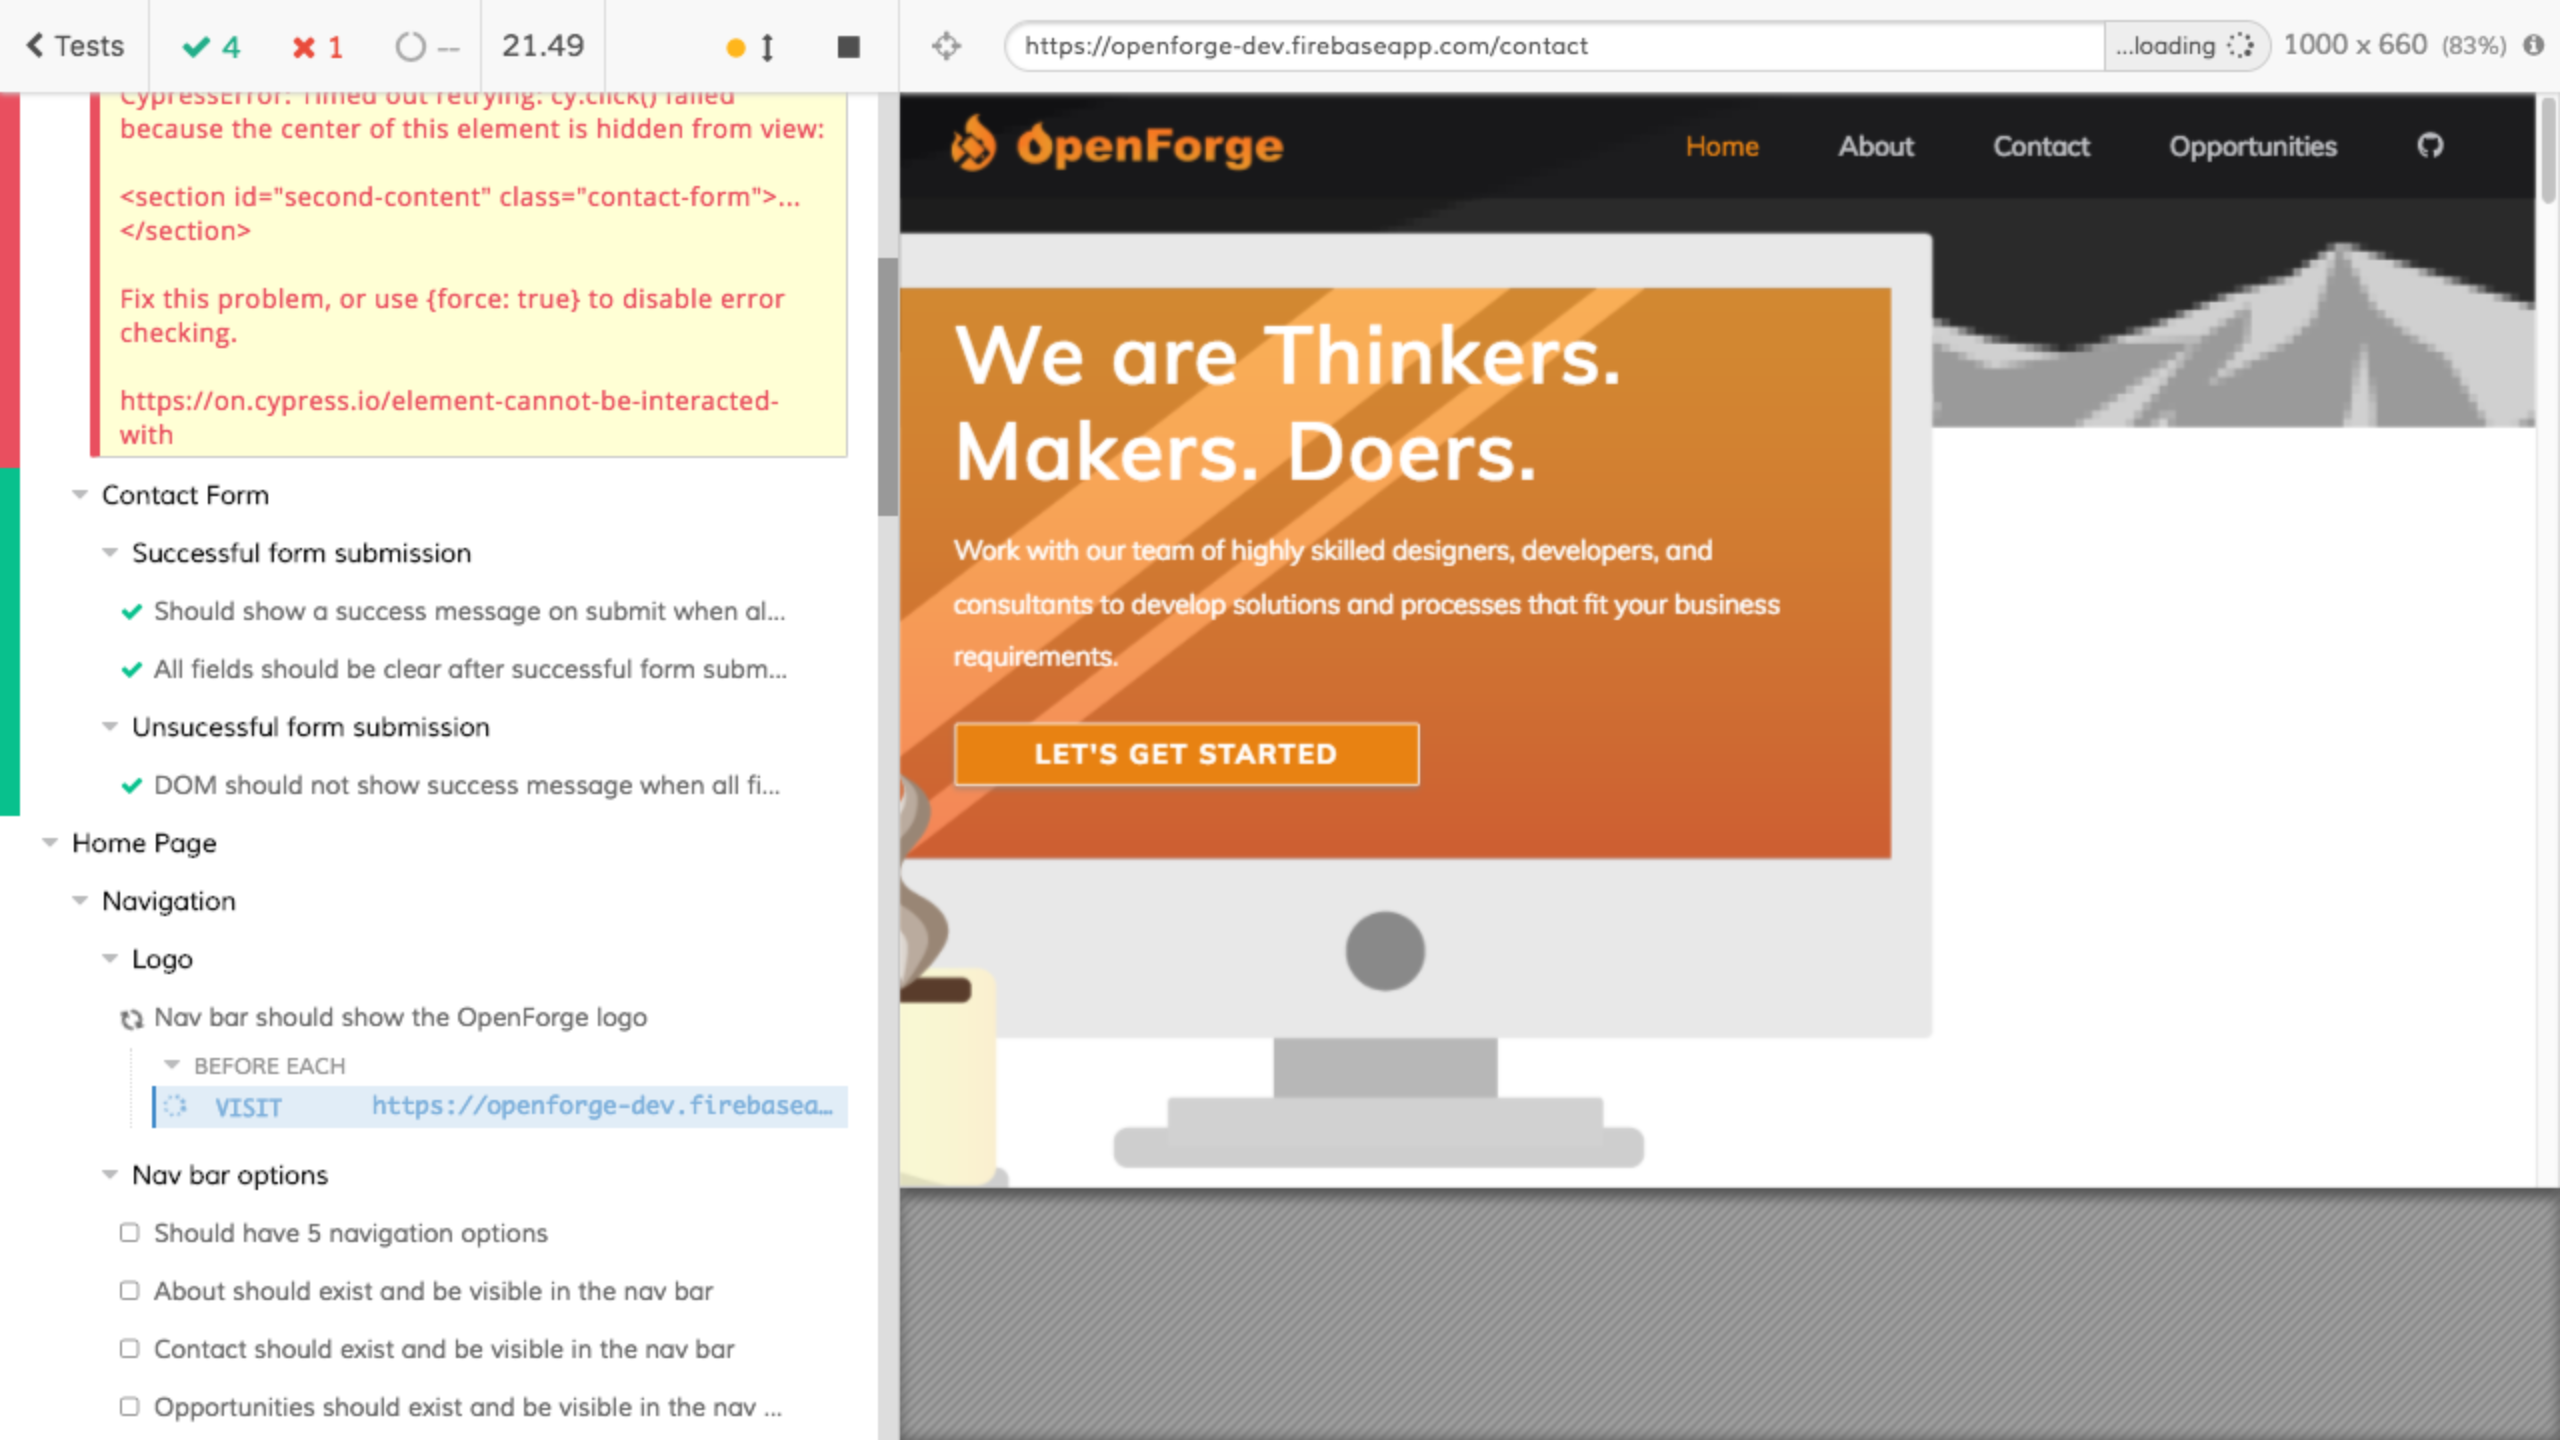 Tests 4 1 -- 21.49 https://openforge-dev.firebaseapp.com/contact ...loading 1000 x 660 (83%)
CypressError: Timed out retrying: cy.click() failed
because the center of this element is hidden from view:
<section id="second-content" class="contact-form">...
</section>
Fix this problem, or use {force: true} to disable error
checking.
https://on.cypress.io/element-cannot-be-interacted-
with
Contact Form
Successful form submission
Should show a success message on submit when al...
All fields should be clear after successful form subm...
Unsucessful form submission
DOM should not show success message when all fi...
Home Page
Navigation
Logo
Nav bar should show the OpenForge logo
BEFORE EACH
VISIT https://openforge-dev.firebasea...
Nav bar options
Should have 5 navigation options
About should exist and be visible in the nav bar
Contact should exist and be visible in the nav bar
Opportunities should exist and be visible in the nav ...
OpenForge Home About Contact Opportunities
We are Thinkers.
Makers. Doers.
Work with our team of highly skilled designers, developers, and
consultants to develop solutions and processes that fit your business
requirements.
LET'S GET STARTED